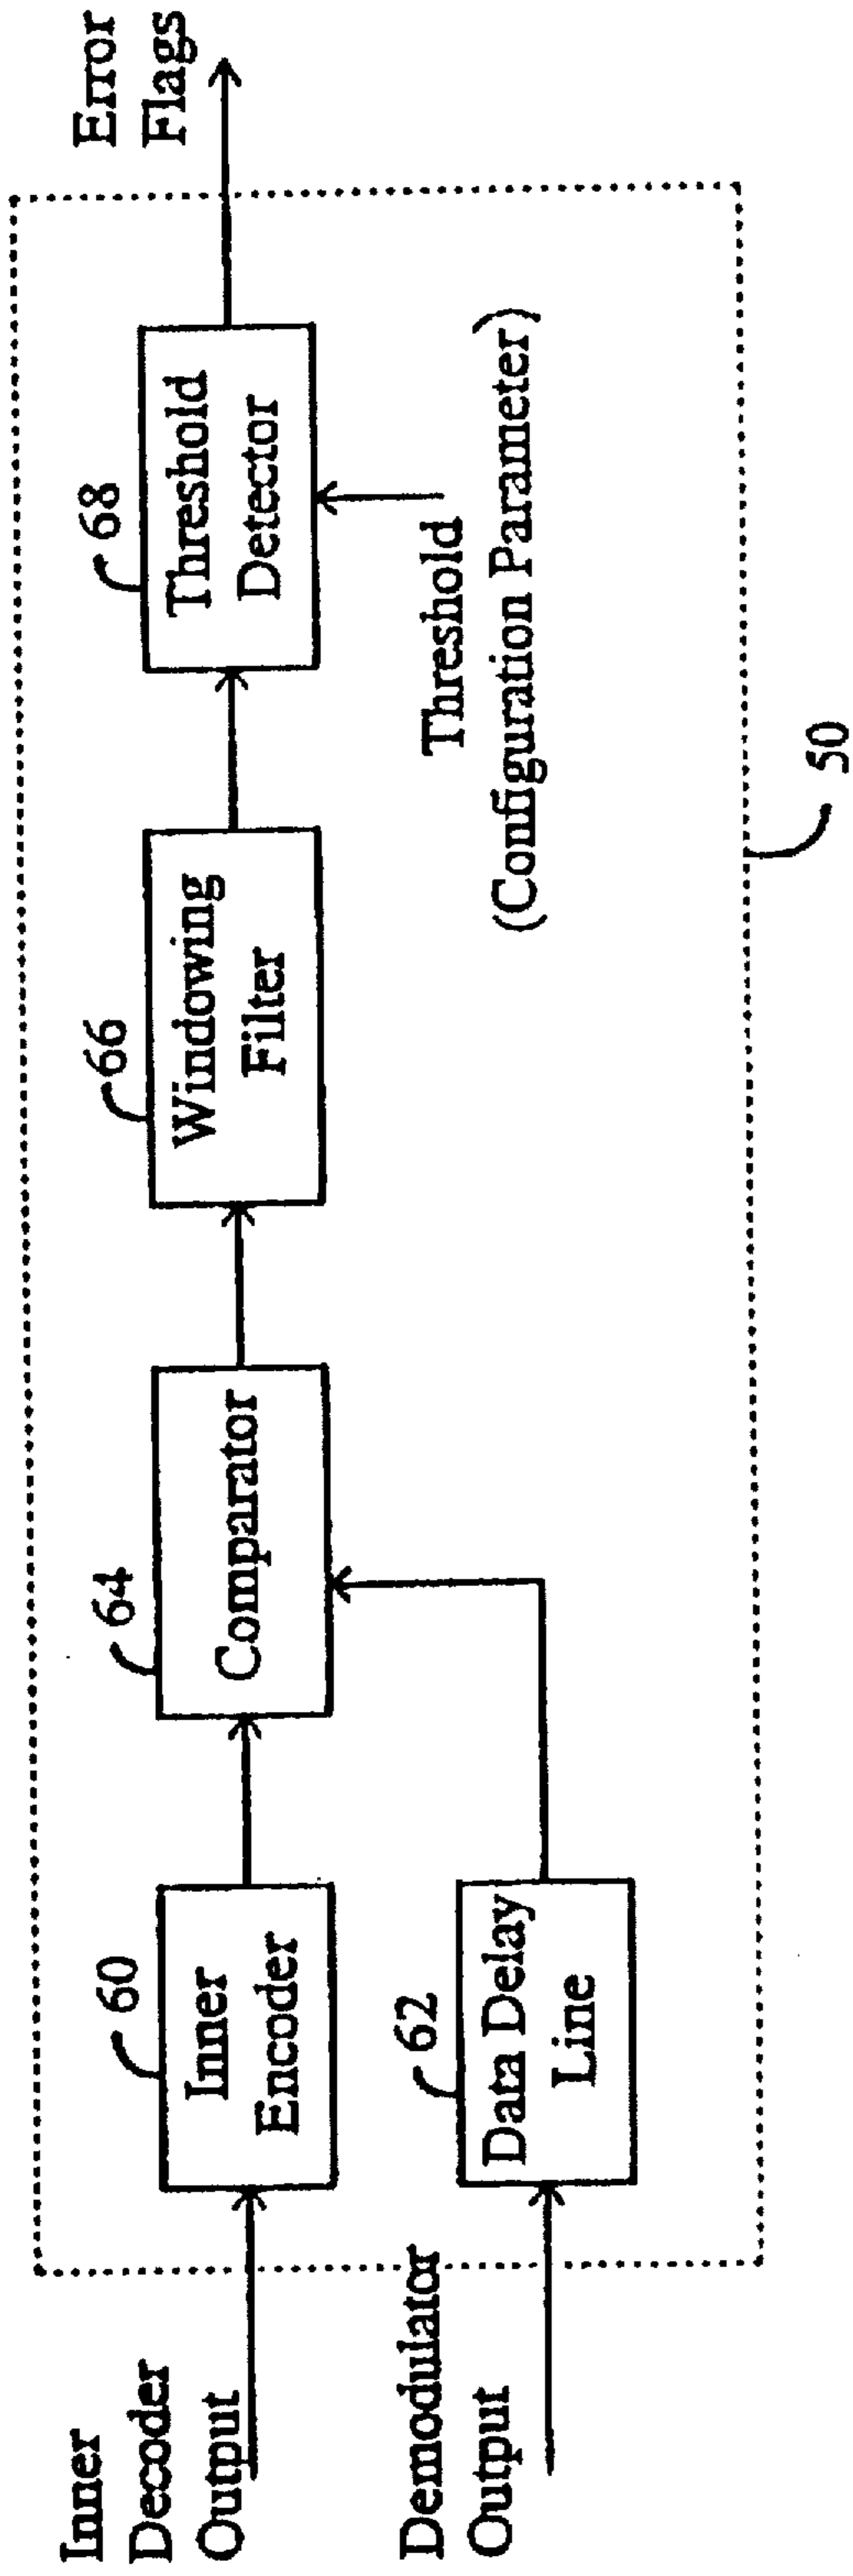 Inner
Decoder
Output
60
Inner
Encoder
64
Comparator
66
Windowing
Filter
68
Threshold
Detector
Error
Flags
Demodulator
Output
62
Data Delay
Line
Threshold
(Configuration Parameter)
50